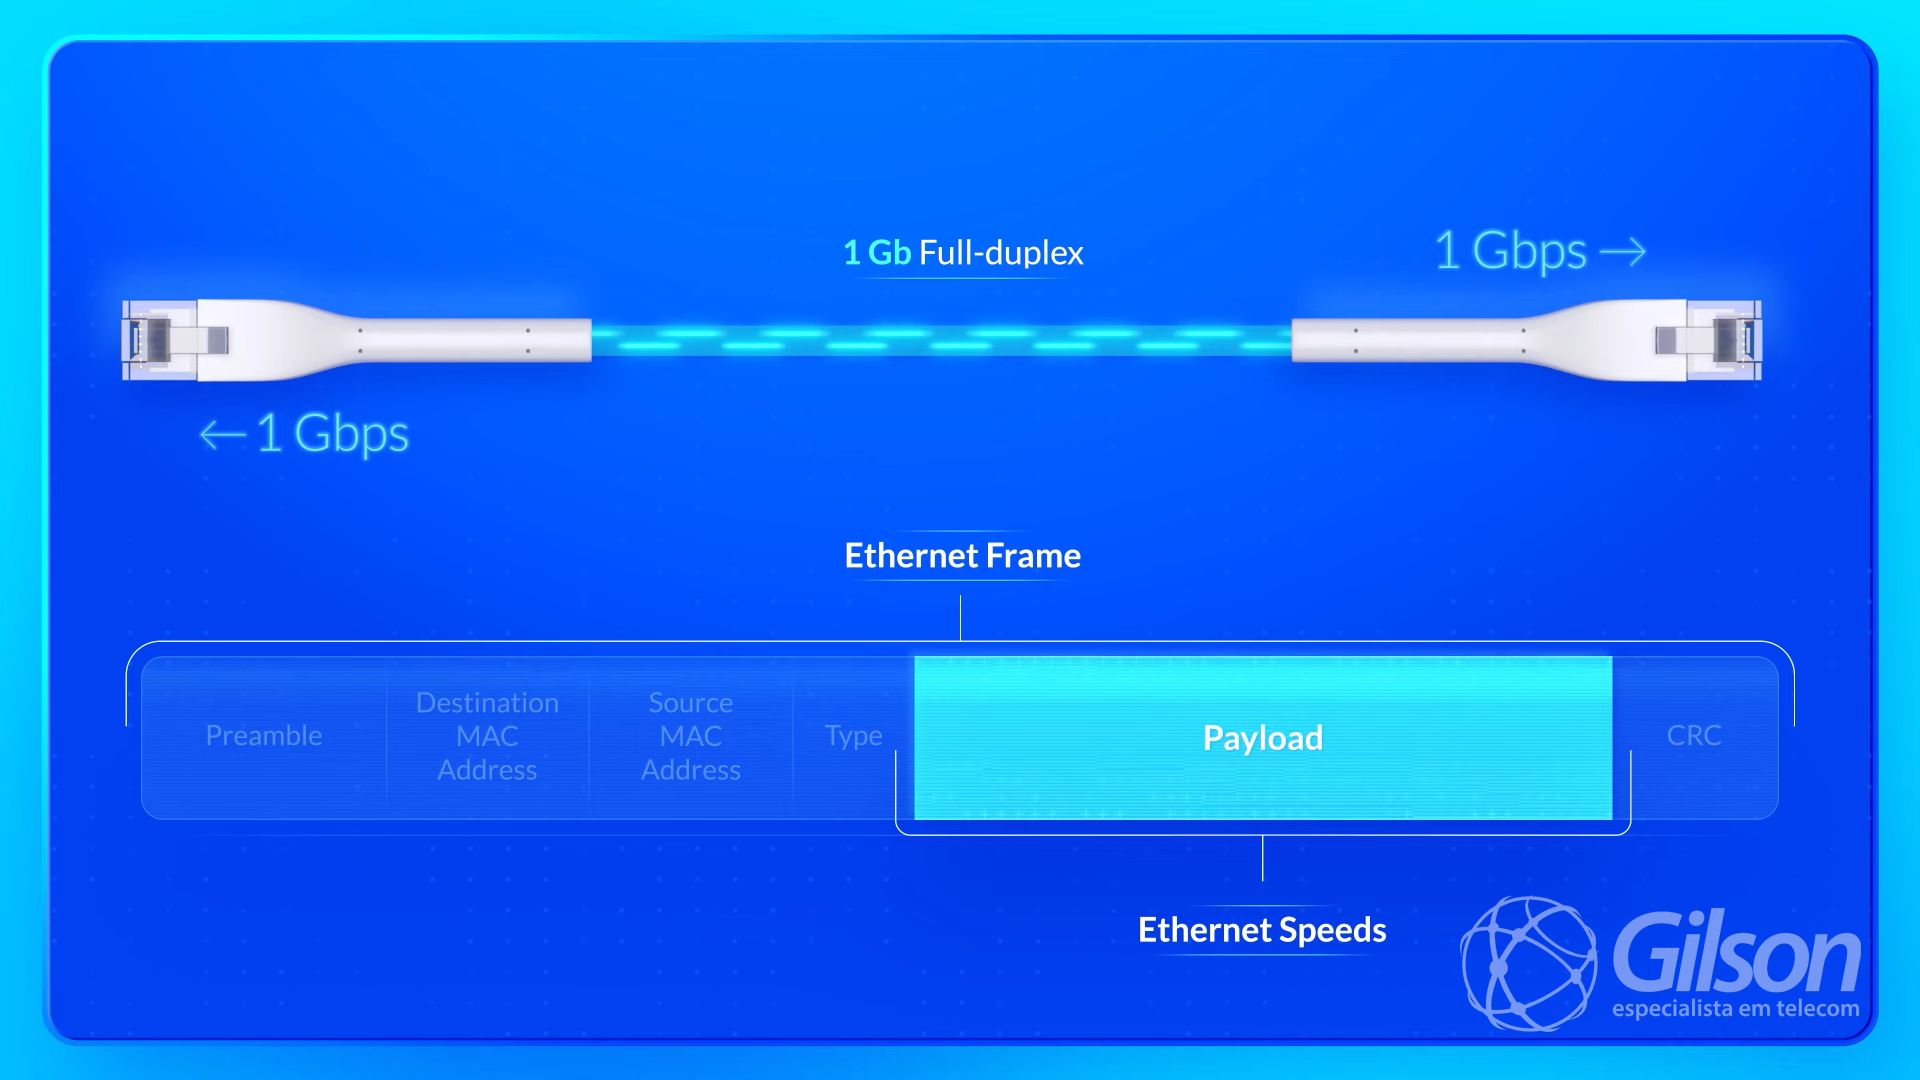 1 Gb Full-duplex
1 Gbps →
← 1 Gbps
Ethernet Frame
Preamble
Destination
MAC
Address
Source
MAC
Address
Type
Payload
CRC
Ethernet Speeds
Gilson
especialista em telecom